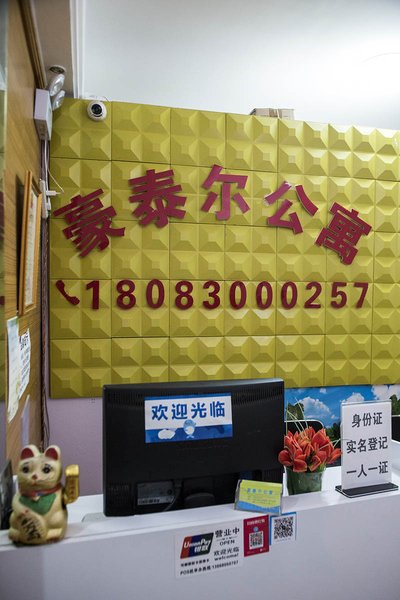 豪泰尔公寓
18083000257
欢迎光临
身份证
实名登记
一人一证
营业中
OPEN
欢迎光临
welcome!
UnionPay
银联